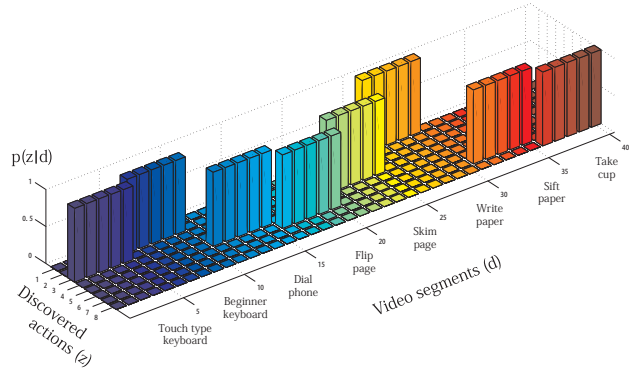 p(z|d)
1
0.5
0
1
2
3
4
5
6
7
8
Discovered
actions (z)
5
10
15
20
25
30
35
40
Touch type
keyboard
Beginner
keyboard
Dial
phone
Flip
page
Skim
page
Write
paper
Sift
paper
Take
cup
Video segments (d)